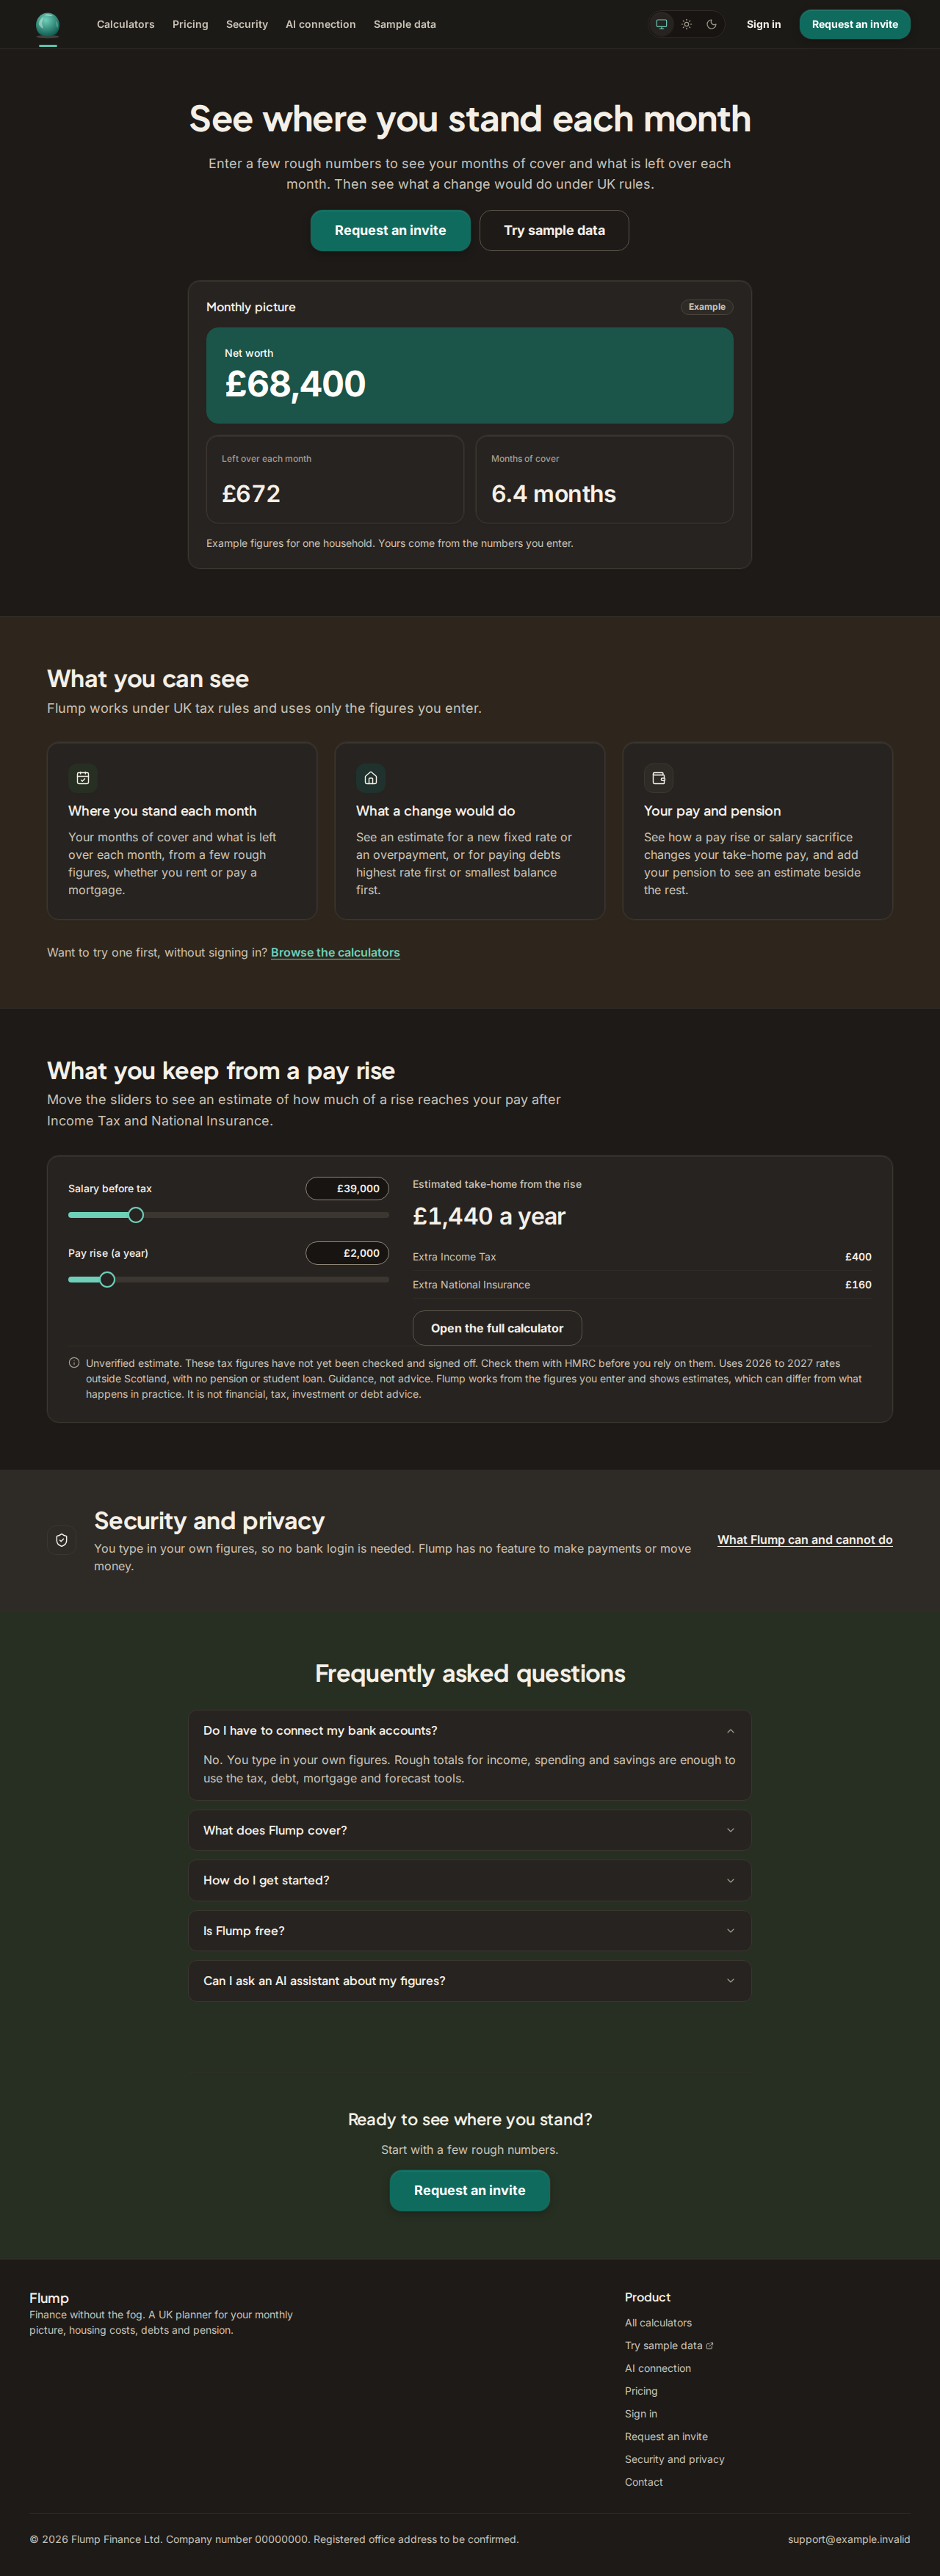 Calculators Pricing Security AI connection Sample data Sign in Request an invite
See where you stand each month
Enter a few rough numbers to see your months of cover and what is left over each
month. Then see what a change would do under UK rules.
Request an invite Try sample data
Monthly picture Example
Net worth
£68,400
Left over each month
£672
Months of cover
6.4 months
Example figures for one household. Yours come from the numbers you enter.
What you can see
Flump works under UK tax rules and uses only the figures you enter.
Where you stand each month
Your months of cover and what is left
over each month, from a few rough
figures, whether you rent or pay a
mortgage.
What a change would do
See an estimate for a new fixed rate or
an overpayment, or for paying debts
highest rate first or smallest balance
first.
Your pay and pension
See how a pay rise or salary sacrifice
changes your take-home pay, and add
your pension to see an estimate beside
the rest.
Want to try one first, without signing in? Browse the calculators
What you keep from a pay rise
Move the sliders to see an estimate of how much of a rise reaches your pay after
Income Tax and National Insurance.
Salary before tax £39,000
Pay rise (a year) £2,000
Estimated take-home from the rise
£1,440 a year
Extra Income Tax £400
Extra National Insurance £160
Open the full calculator
Unverified estimate. These tax figures have not yet been checked and signed off. Check them with HMRC before you rely on them. Uses 2026 to 2027 rates
outside Scotland, with no pension or student loan. Guidance, not advice. Flump works from the figures you enter and shows estimates, which can differ from what
happens in practice. It is not financial, tax, investment or debt advice.
Security and privacy
You type in your own figures, so no bank login is needed. Flump has no feature to make payments or move
money.
What Flump can and cannot do
Frequently asked questions
Do I have to connect my bank accounts?
No. You type in your own figures. Rough totals for income, spending and savings are enough to
use the tax, debt, mortgage and forecast tools.
What does Flump cover?
How do I get started?
Is Flump free?
Can I ask an AI assistant about my figures?
Ready to see where you stand?
Start with a few rough numbers.
Request an invite
Flump
Finance without the fog. A UK planner for your monthly
picture, housing costs, debts and pension.
Product
All calculators
Try sample data
AI connection
Pricing
Sign in
Request an invite
Security and privacy
Contact
© 2026 Flump Finance Ltd. Company number 00000000. Registered office address to be confirmed. support@example.invalid